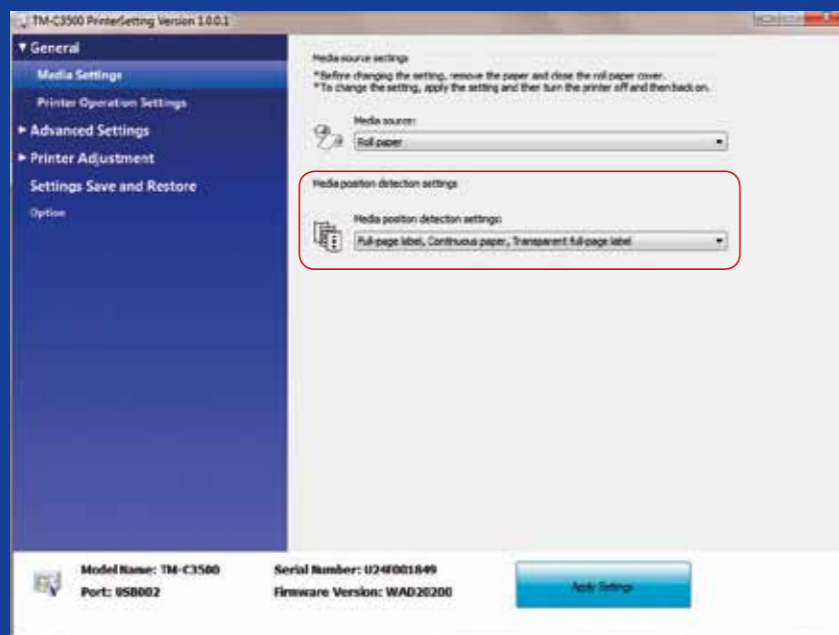 TM-C3500 PrinterSetting Version 1.0.0.1
General
Media Settings
Printer Operation Settings
Advanced Settings
Printer Adjustment
Settings Save and Restore
Option
Media source settings
*Before changing the setting, remove the paper and close the roll paper cover.
*To change the setting, apply the setting and then turn the printer off and then back on.
Media source:
Roll paper
Media position detection settings
Media position detection settings:
Full-page label, Continuous paper, Transparent full-page label
Model Name: TM-C3500
Port: USB002
Serial Number: U24F001849
Firmware Version: WAD20200
Apply Settings